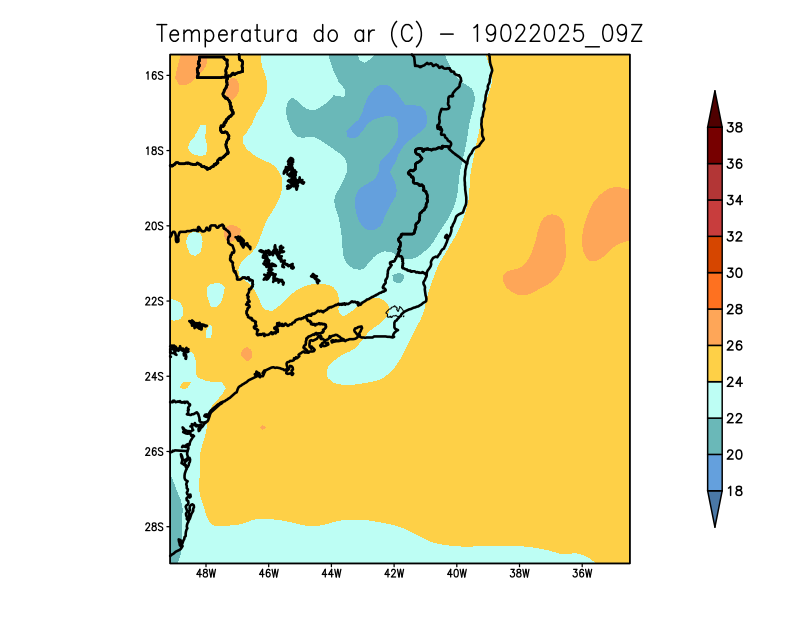 Temperatura do ar (C) – 19022025_09Z
16S
18S
20S
22S
24S
26S
28S
48W 46W 44W 42W 40W 38W 36W
38
36
34
32
30
28
26
24
22
20
18